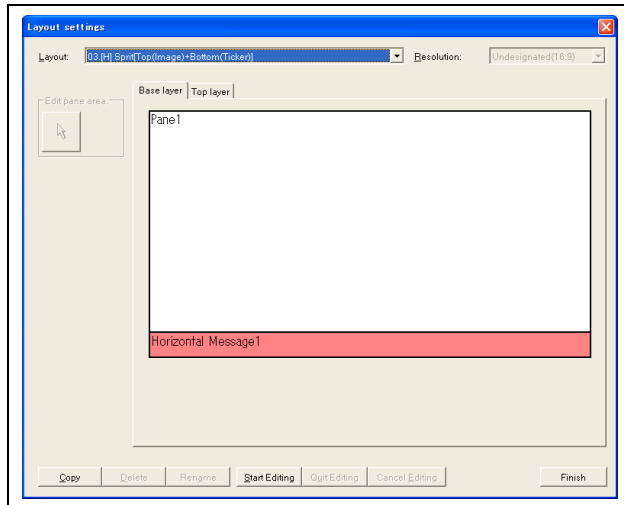 Layout settings
Layout: 03.[H] Sprit[Top(Image)+Bottom(Ticker)] Resolution: Undesignated(16:9)
Edit pane area.
Base layer Top layer
Pane1
Horizontal Message1
Copy Delete Rename Start Editing Quit Editing Cancel Editing Finish